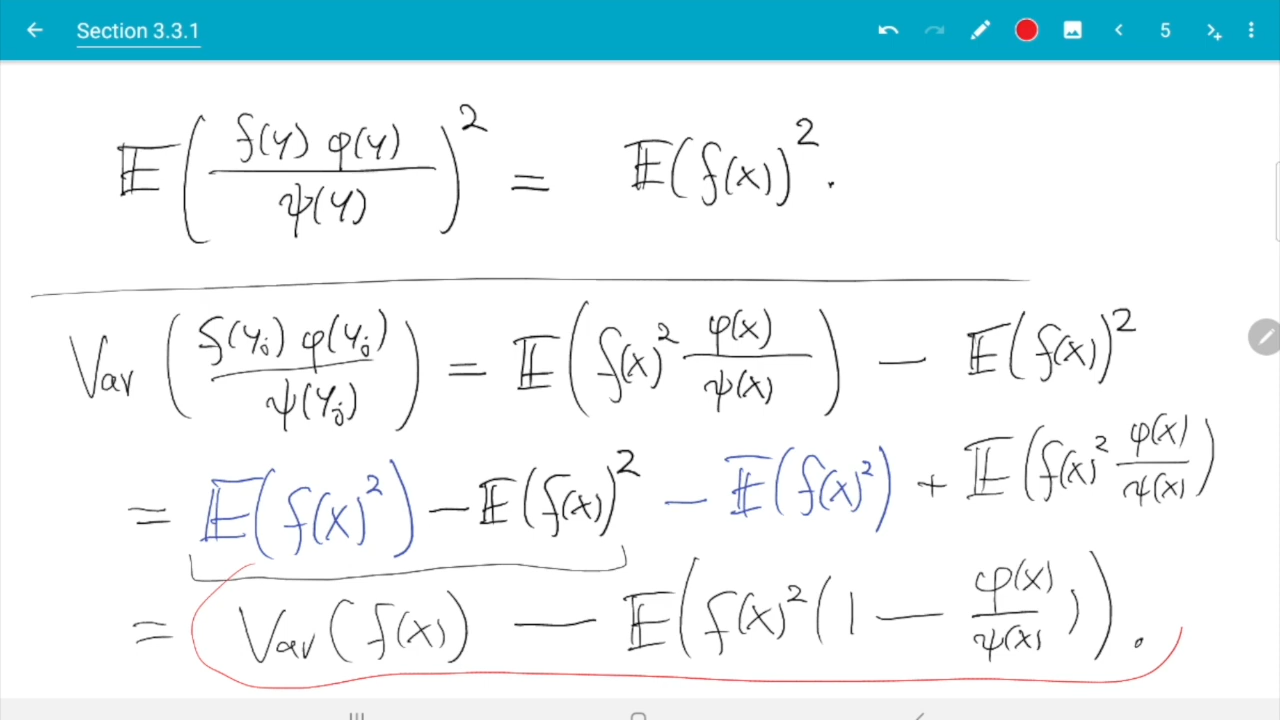 Section 3.3.1 5
𝔼( f(Y) φ(Y) / ψ(Y) )² = 𝔼(f(X))².
Var( f(Yⱼ) φ(Yⱼ) / ψ(Yⱼ) ) = 𝔼( f(X)² φ(X)/ψ(X) ) − 𝔼(f(X))²
= 𝔼(f(X)²) − 𝔼(f(X))² − 𝔼(f(X)²) + 𝔼( f(X)² φ(X)/ψ(X) )
= Var(f(X)) − 𝔼( f(X)² (1 − φ(X)/ψ(X)) ).